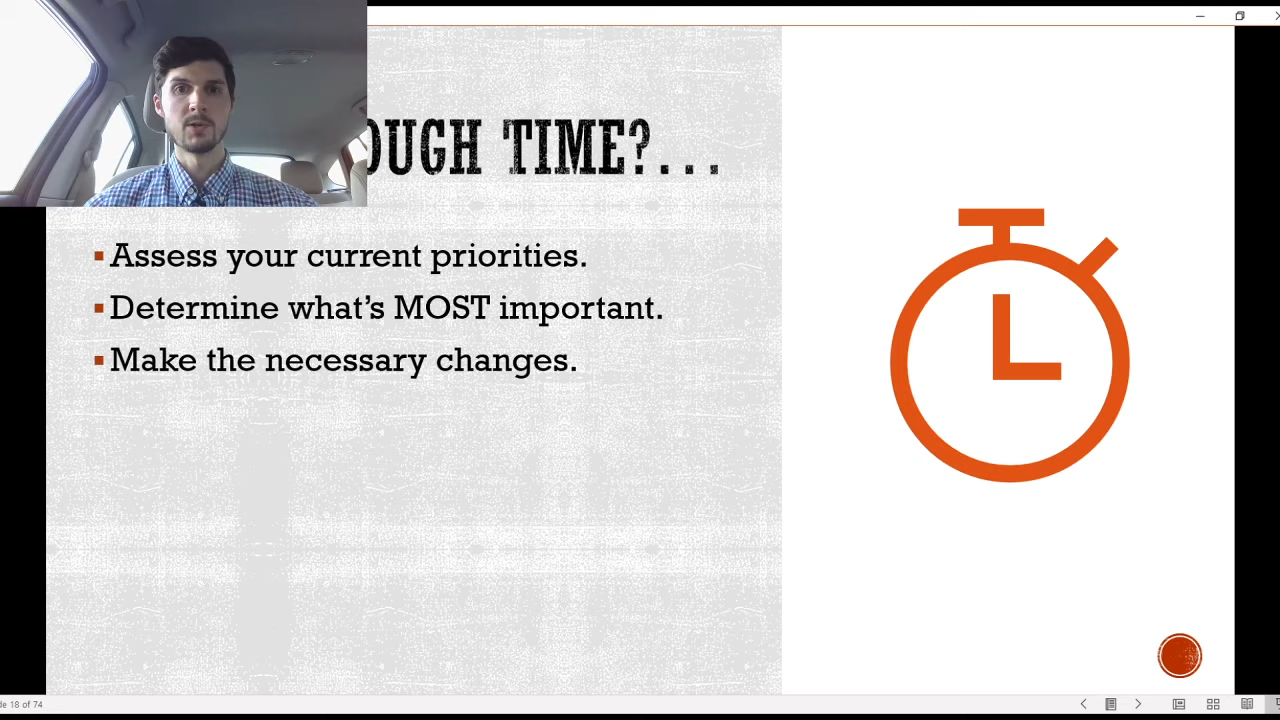 OUGH TIME?...
Assess your current priorities.
Determine what's MOST important.
Make the necessary changes.
de 18 of 74